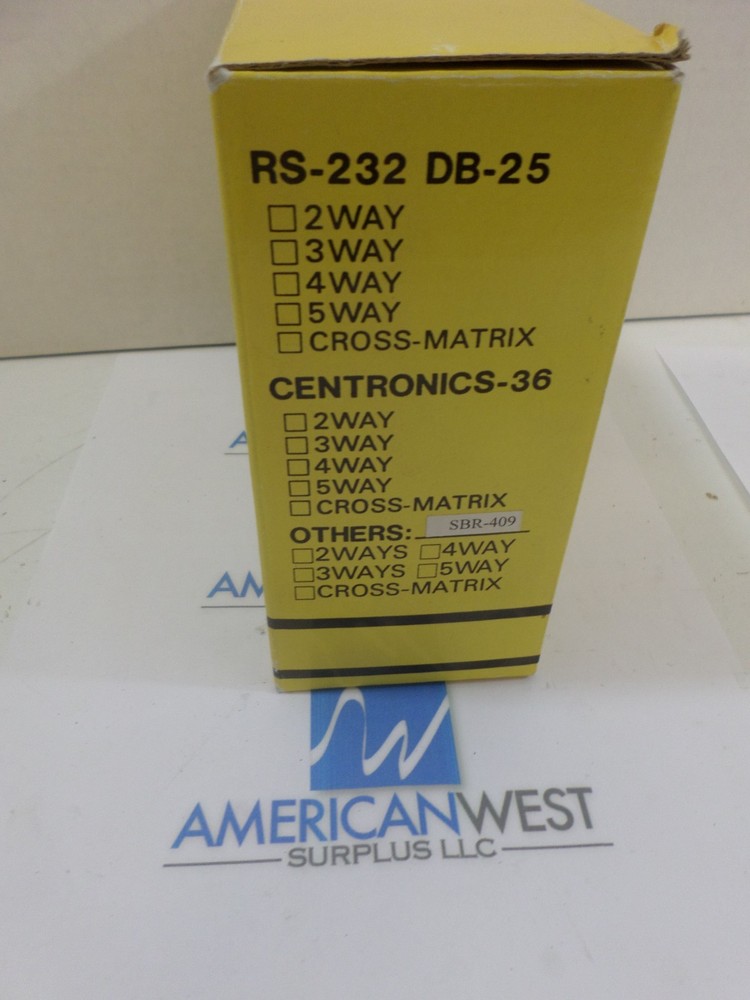 RS-232 DB-25
2WAY
3WAY
4WAY
5WAY
CROSS-MATRIX
CENTRONICS-36
2WAY
3WAY
4WAY
5WAY
CROSS-MATRIX
OTHERS: SBR-409
2WAYS 4WAY
3WAYS 5WAY
CROSS-MATRIX
AMERICANWEST
SURPLUS LLC